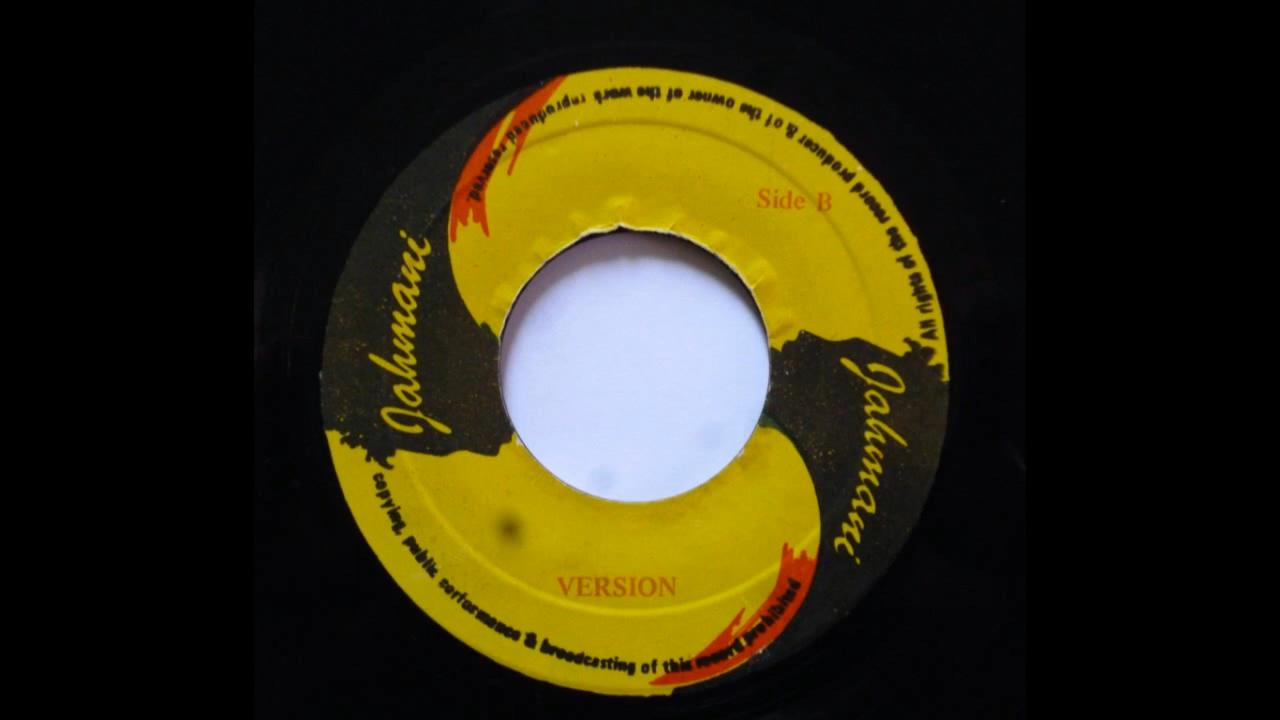 All rights of the record producer & of the owner of the work reproduced reserved.
Side B
Jahmani
Jahmani
VERSION
copying, public performance & broadcasting of this record prohibited